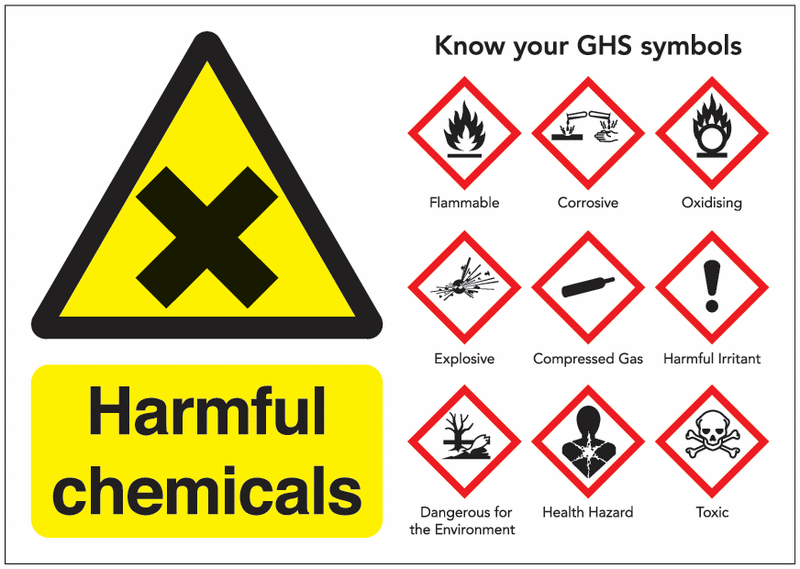 Harmful
chemicals
Know your GHS symbols
Flammable
Corrosive
Oxidising
Explosive
Compressed Gas
Harmful Irritant
Dangerous for
the Environment
Health Hazard
Toxic